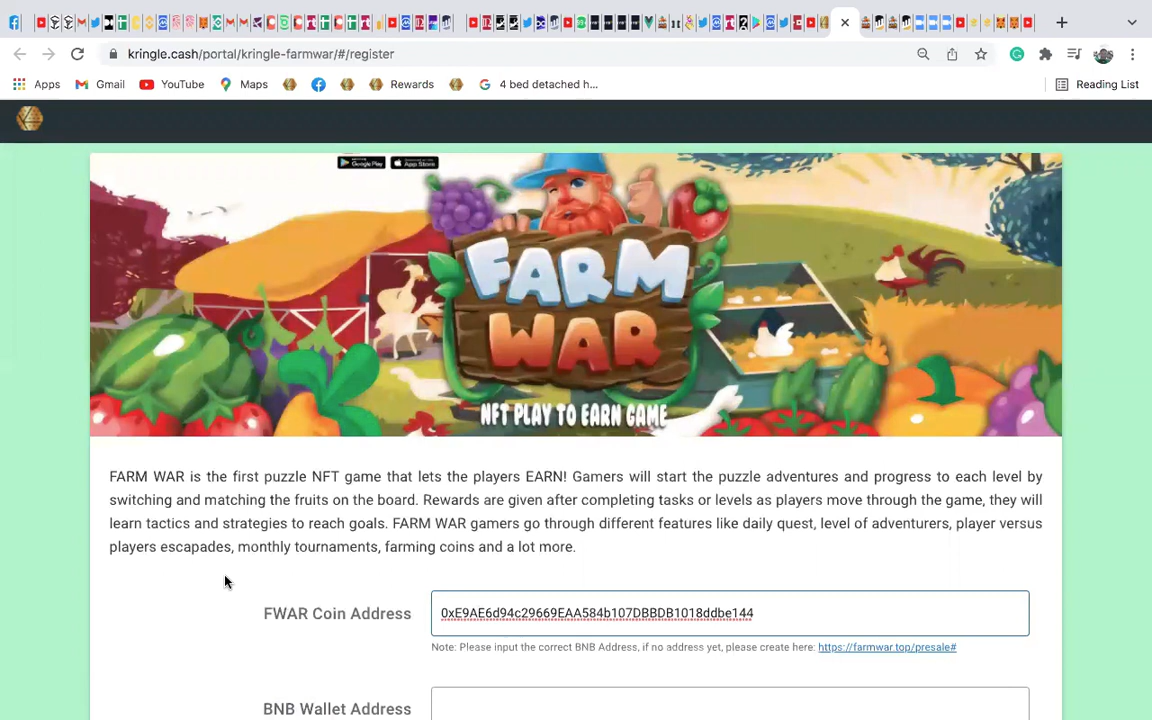 kringle.cash/portal/kringle-farmwar/#/register
Apps
Gmail
YouTube
Maps
Rewards
4 bed detached h...
Reading List
Google Play
App Store
FARM
WAR
NFT PLAY TO EARN GAME
FARM WAR is the first puzzle NFT game that lets the players EARN! Gamers will start the puzzle adventures and progress to each level by
switching and matching the fruits on the board. Rewards are given after completing tasks or levels as players move through the game, they will
learn tactics and strategies to reach goals. FARM WAR gamers go through different features like daily quest, level of adventurers, player versus
players escapades, monthly tournaments, farming coins and a lot more.
FWAR Coin Address
0xE9AE6d94c29669EAA584b107DBBDB1018ddbe144
Note: Please input the correct BNB Address, if no address yet, please create here: https://farmwar.top/presale#
BNB Wallet Address